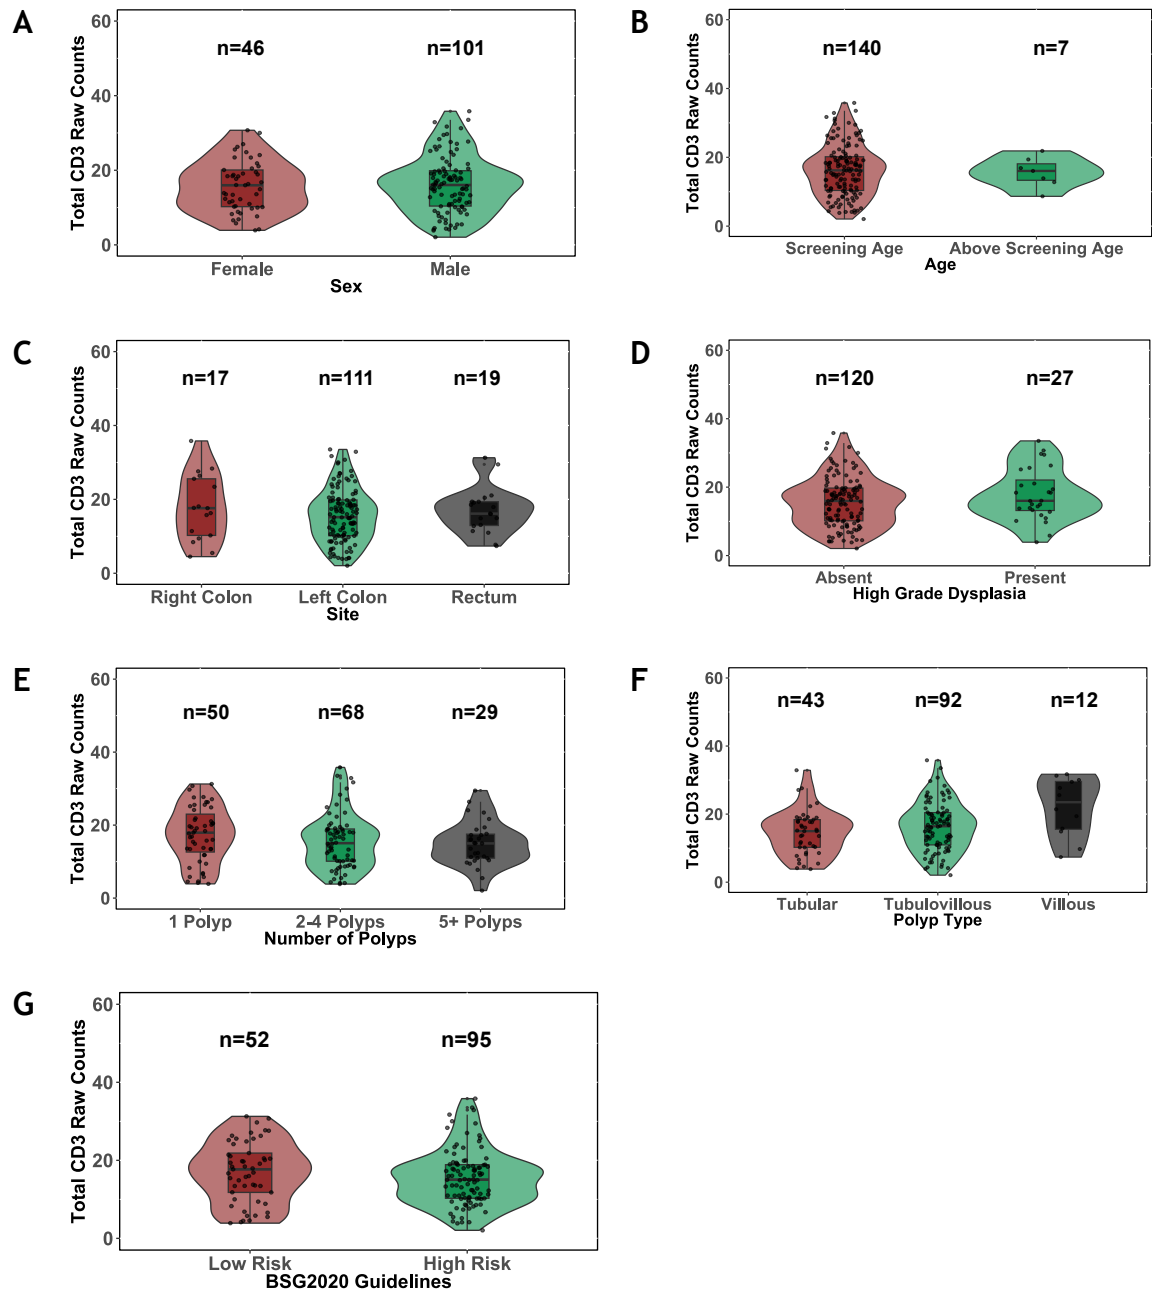 A
Total CD3 Raw Counts
60
40
20
0
n=46
n=101
Female
Male
Sex
B
Total CD3 Raw Counts
60
40
20
0
n=140
n=7
Screening Age
Above Screening Age
Age
C
Total CD3 Raw Counts
60
40
20
0
n=17
n=111
n=19
Right Colon
Left Colon
Rectum
Site
D
Total CD3 Raw Counts
60
40
20
0
n=120
n=27
Absent
Present
High Grade Dysplasia
E
Total CD3 Raw Counts
60
40
20
0
n=50
n=68
n=29
1 Polyp
2-4 Polyps
5+ Polyps
Number of Polyps
F
Total CD3 Raw Counts
60
40
20
0
n=43
n=92
n=12
Tubular
Tubulovillous
Villous
Polyp Type
G
Total CD3 Raw Counts
60
40
20
0
n=52
n=95
Low Risk
High Risk
BSG2020 Guidelines